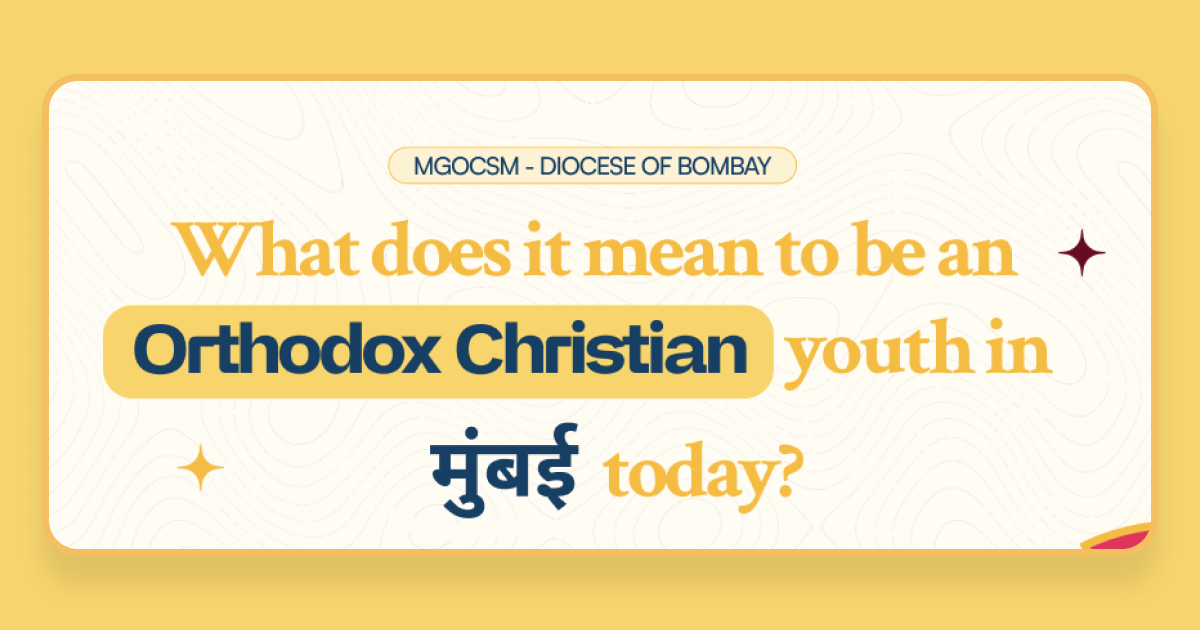 MGOCSM - DIOCESE OF BOMBAY
What does it mean to be an
Orthodox Christian youth in
मुंबई today?